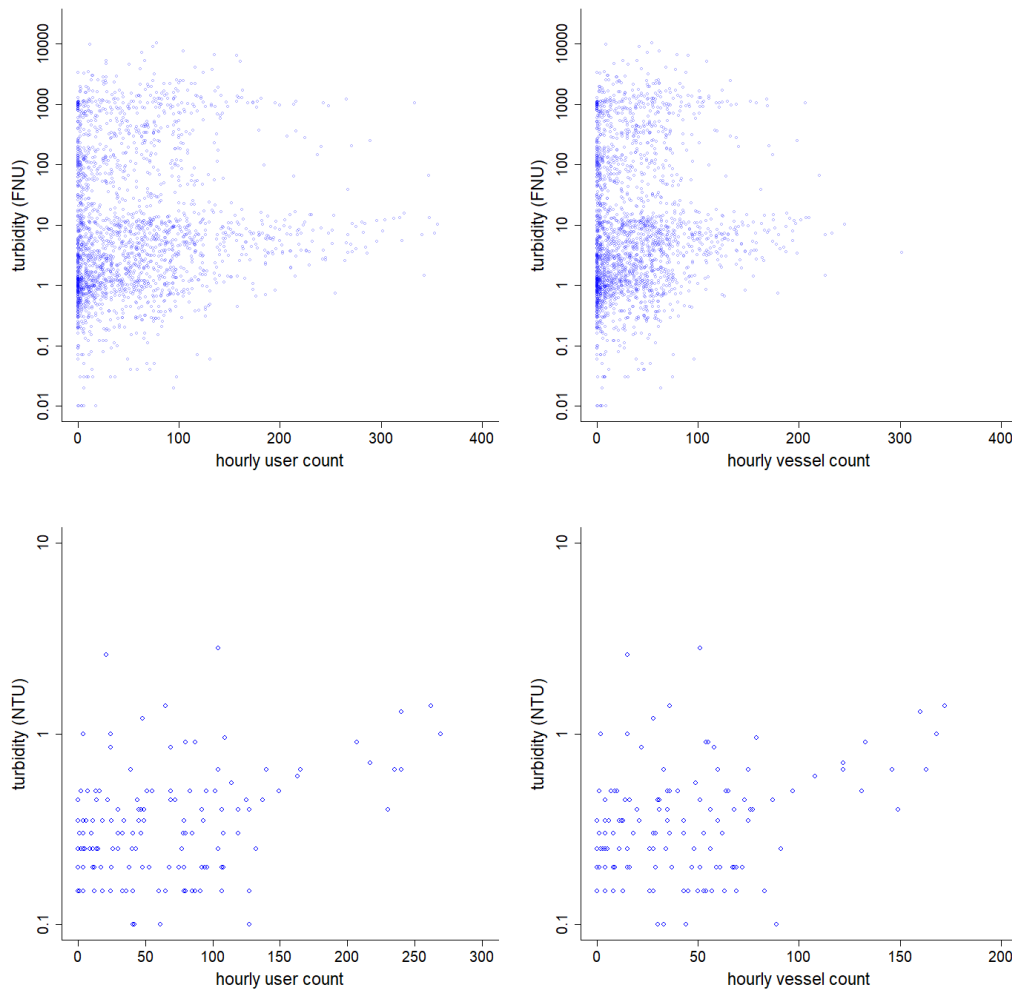 turbidity (FNU)
10000
1000
100
10
1
0.1
0.01
0 100 200 300 400
hourly user count
turbidity (FNU)
10000
1000
100
10
1
0.1
0.01
0 100 200 300 400
hourly vessel count
turbidity (NTU)
10
1
0.1
0 50 100 150 200 250 300
hourly user count
turbidity (NTU)
10
1
0.1
0 50 100 150 200
hourly vessel count